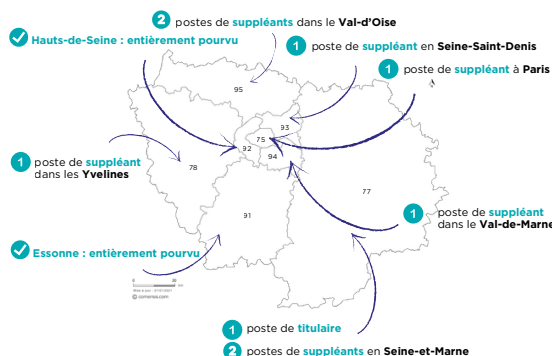 2 postes de suppléants dans le Val-d'Oise
Hauts-de-Seine : entièrement pourvu
1 poste de suppléant en Seine-Saint-Denis
1 poste de suppléant à Paris
95
93
75
92
94
78
77
91
1 poste de suppléant
dans les Yvelines
1 poste de suppléant
dans le Val-de-Marne
Essonne : entièrement pourvu
© comersis.com
1 poste de titulaire
2 postes de suppléants en Seine-et-Marne